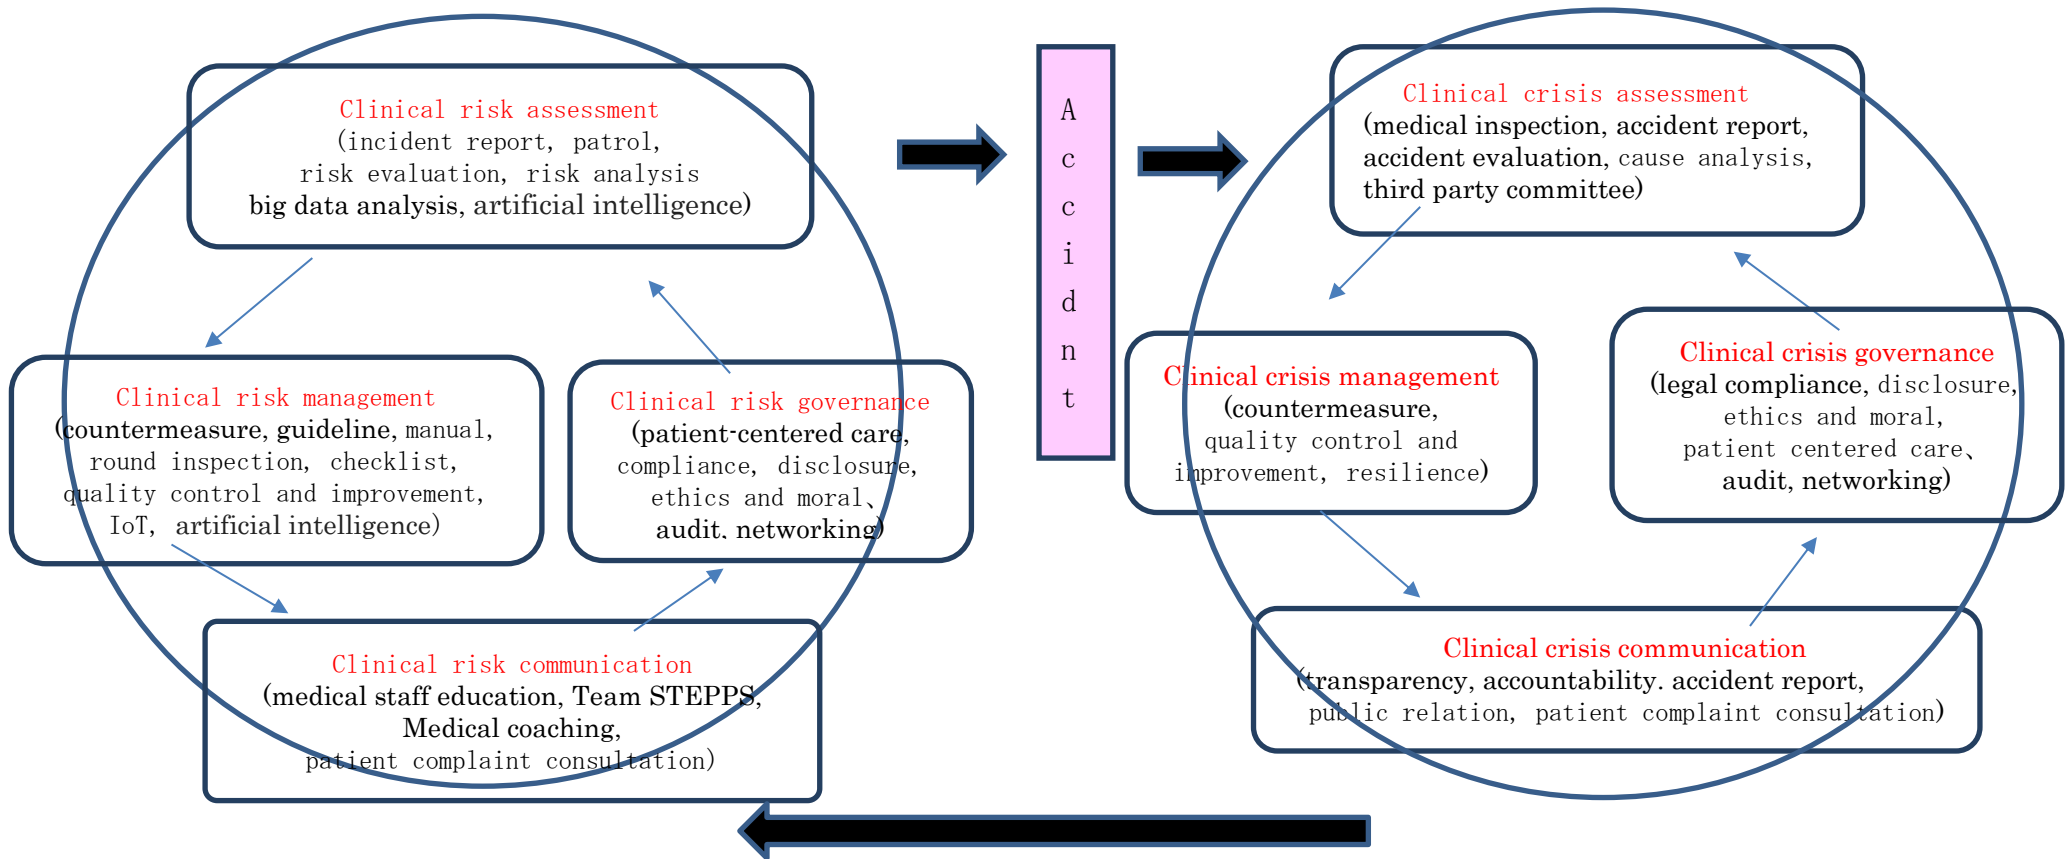 Clinical risk assessment
(incident report, patrol,
risk evaluation, risk analysis
big data analysis, artificial intelligence)
Clinical risk management
(countermeasure, guideline, manual,
round inspection, checklist,
quality control and improvement,
IoT, artificial intelligence)
Clinical risk governance
(patient-centered care,
compliance, disclosure,
ethics and moral、
audit. networking)
Clinical risk communication
(medical staff education, Team STEPPS,
Medical coaching,
patient complaint consultation)
A
c
c
i
d
n
t
Clinical crisis assessment
(medical inspection, accident report,
accident evaluation, cause analysis,
third party committee)
Clinical crisis management
(countermeasure,
quality control and
improvement, resilience)
Clinical crisis governance
(legal compliance, disclosure,
ethics and moral,
patient centered care、
audit, networking)
Clinical crisis communication
(transparency, accountability. accident report,
public relation, patient complaint consultation)